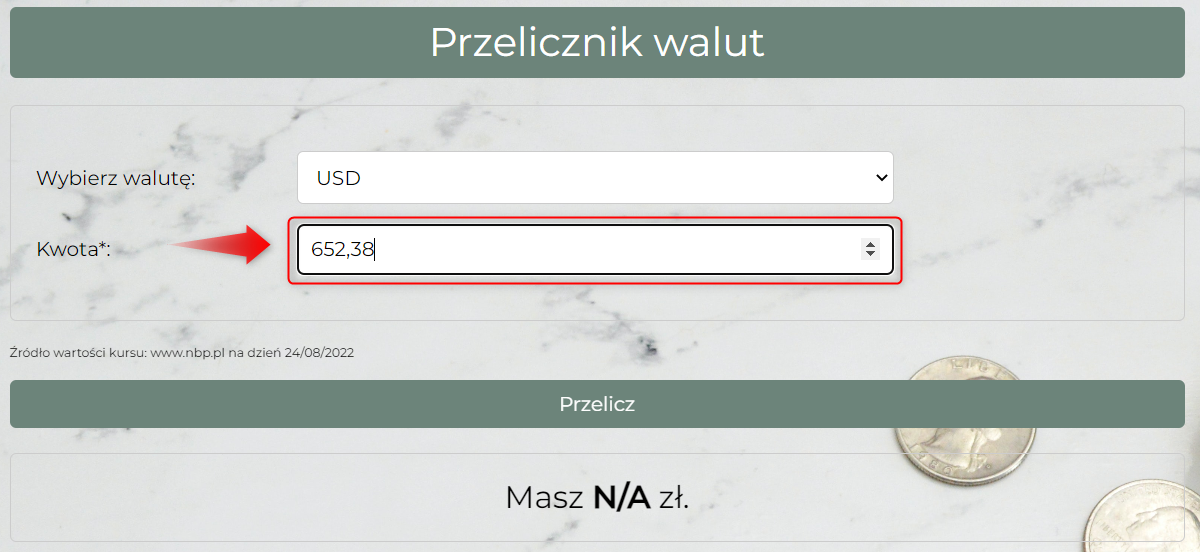 Przelicznik walut
Wybierz walutę: USD
Kwota*: 652,38
Źródło wartości kursu: www.nbp.pl na dzień 24/08/2022
Przelicz
Masz N/A zł.